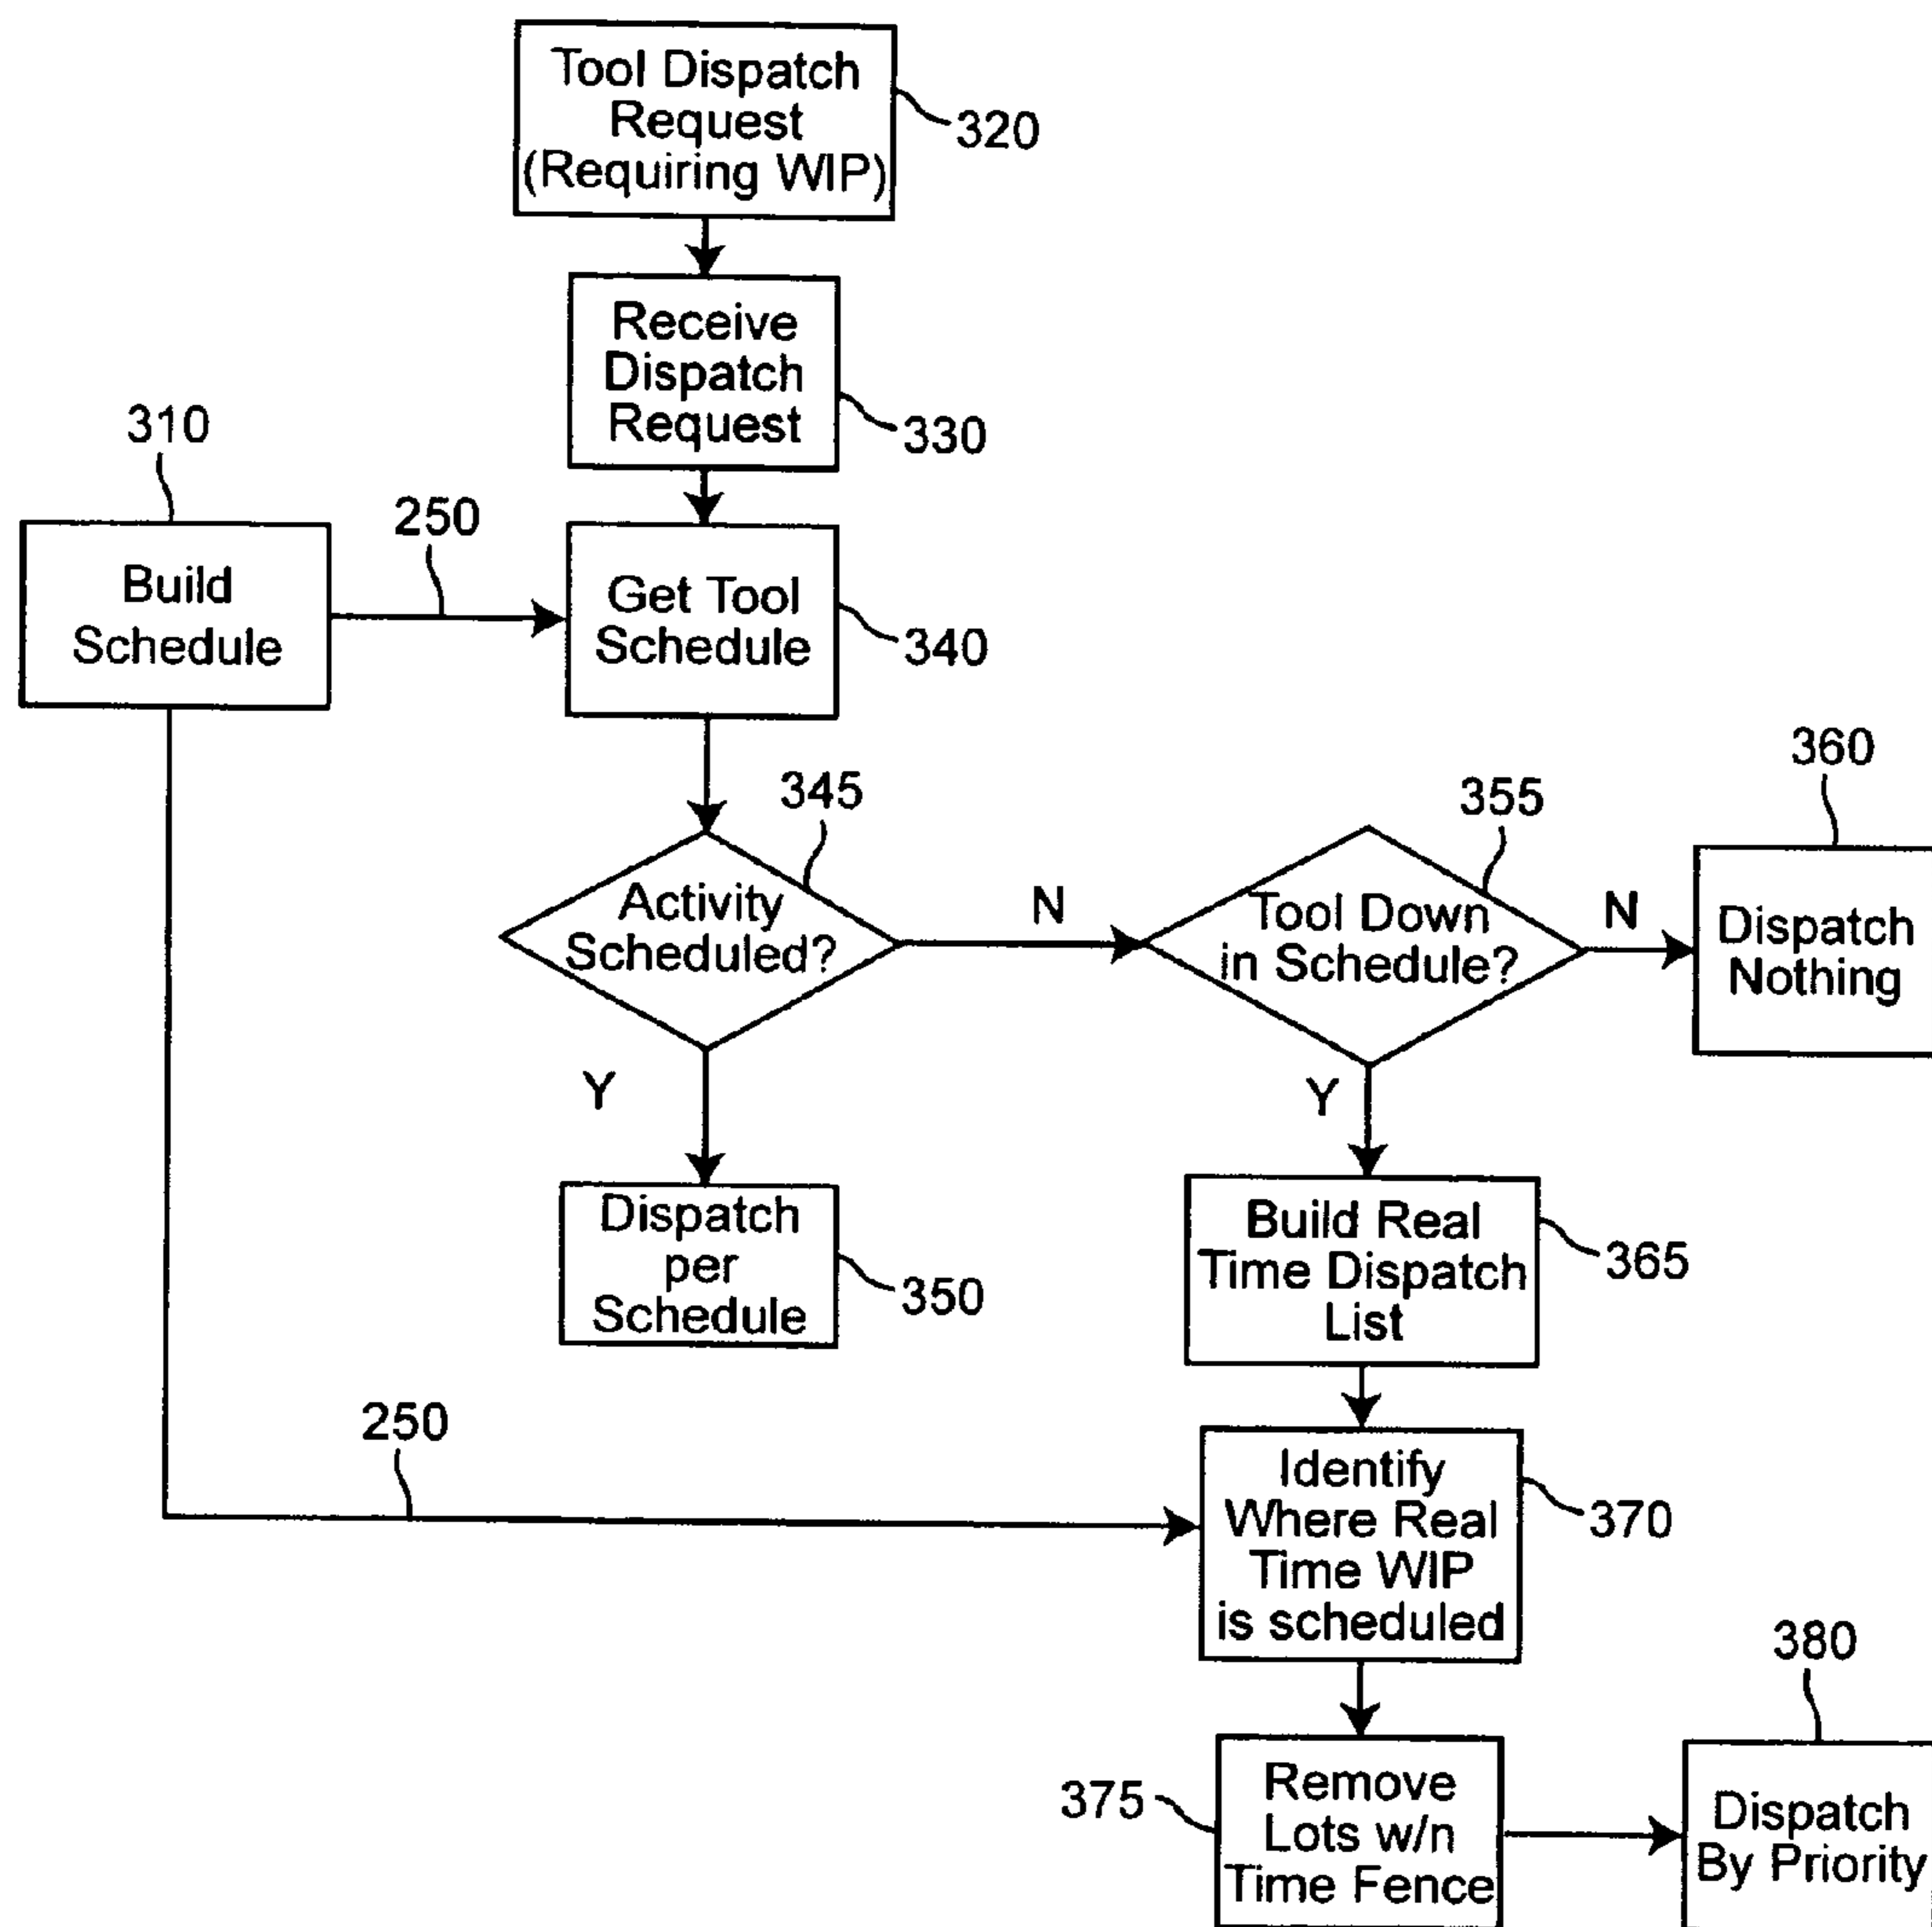 Tool Dispatch
Request
(Requiring WIP)
320
Receive
Dispatch
Request
330
310
250
Build
Schedule
Get Tool
Schedule
340
345
355
360
Activity
Scheduled?
N
Tool Down
in Schedule?
N
Dispatch
Nothing
Y
Y
Dispatch
per
Schedule
350
Build Real
Time Dispatch
List
365
250
Identify
Where Real
Time WIP
is scheduled
370
380
375
Remove
Lots w/n
Time Fence
Dispatch
By Priority